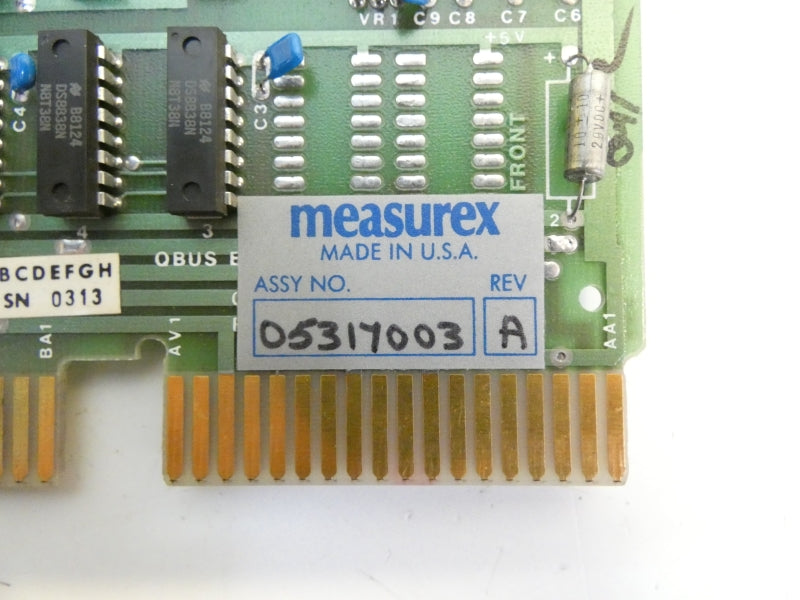 VR1 C9 C8 C7 C6
+5V
+
C4
B8124
DS8838N
N8T38N
B8124
DS8838N
N8T38N
C3
FRONT
10 ± 10
20VDC+
4
3
2
measurex
MADE IN U.S.A.
ASSY NO. REV
05317003 A
QBUS
BCDEFGH
SN 0313
BA1
AV1
AA1